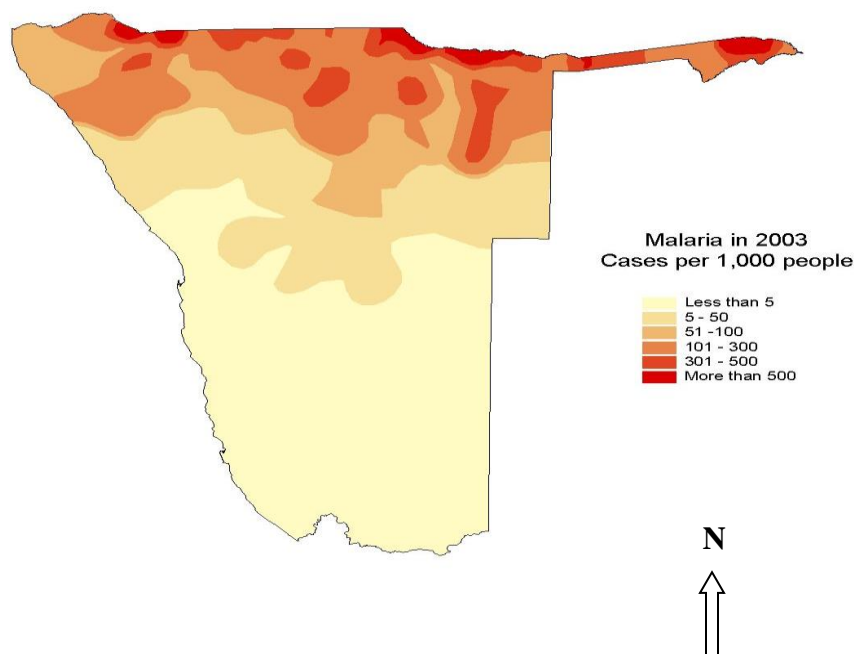 Malaria in 2003
Cases per 1,000 people
Less than 5
5 - 50
51 -100
101 - 300
301 - 500
More than 500
N